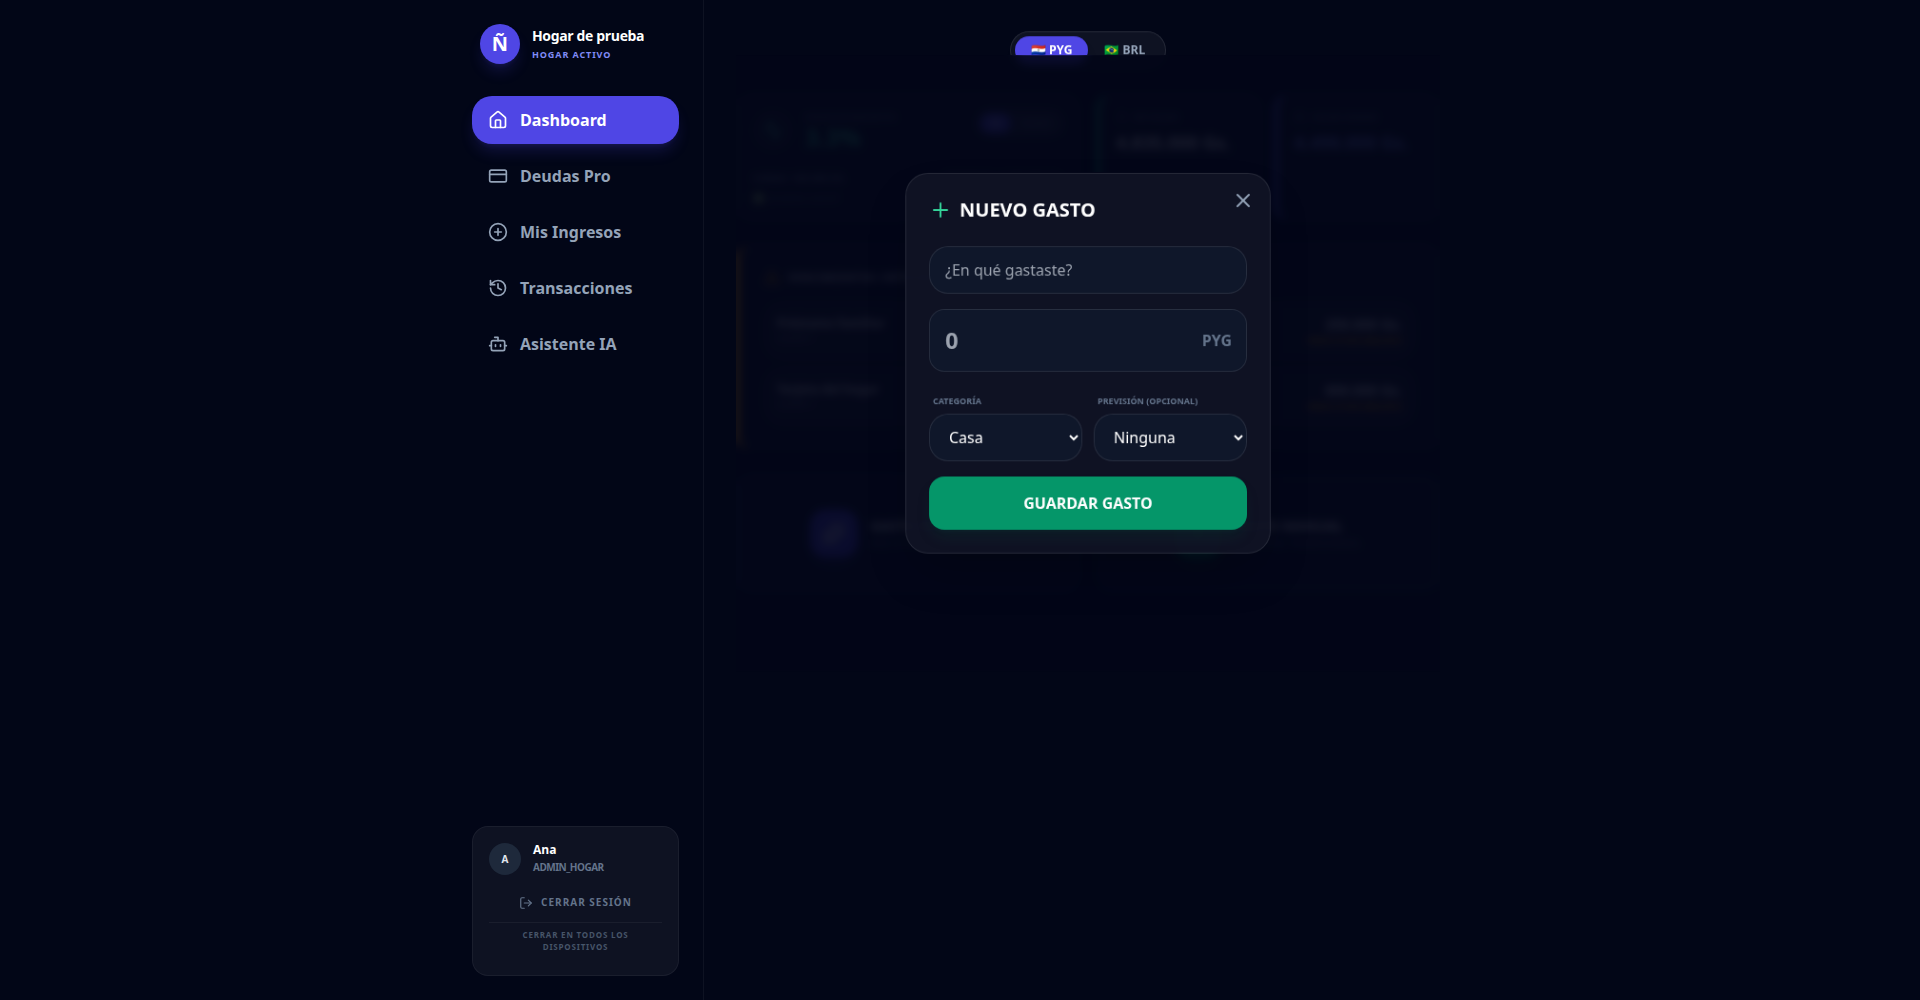 Ñ
Hogar de prueba
HOGAR ACTIVO
Dashboard
Deudas Pro
Mis Ingresos
Transacciones
Asistente IA
A
Ana
ADMIN_HOGAR
CERRAR SESIÓN
CERRAR EN TODOS LOS
DISPOSITIVOS
PYG
BRL
NUEVO GASTO
¿En qué gastaste?
0
PYG
CATEGORÍA
PREVISIÓN (OPCIONAL)
Casa
Ninguna
GUARDAR GASTO